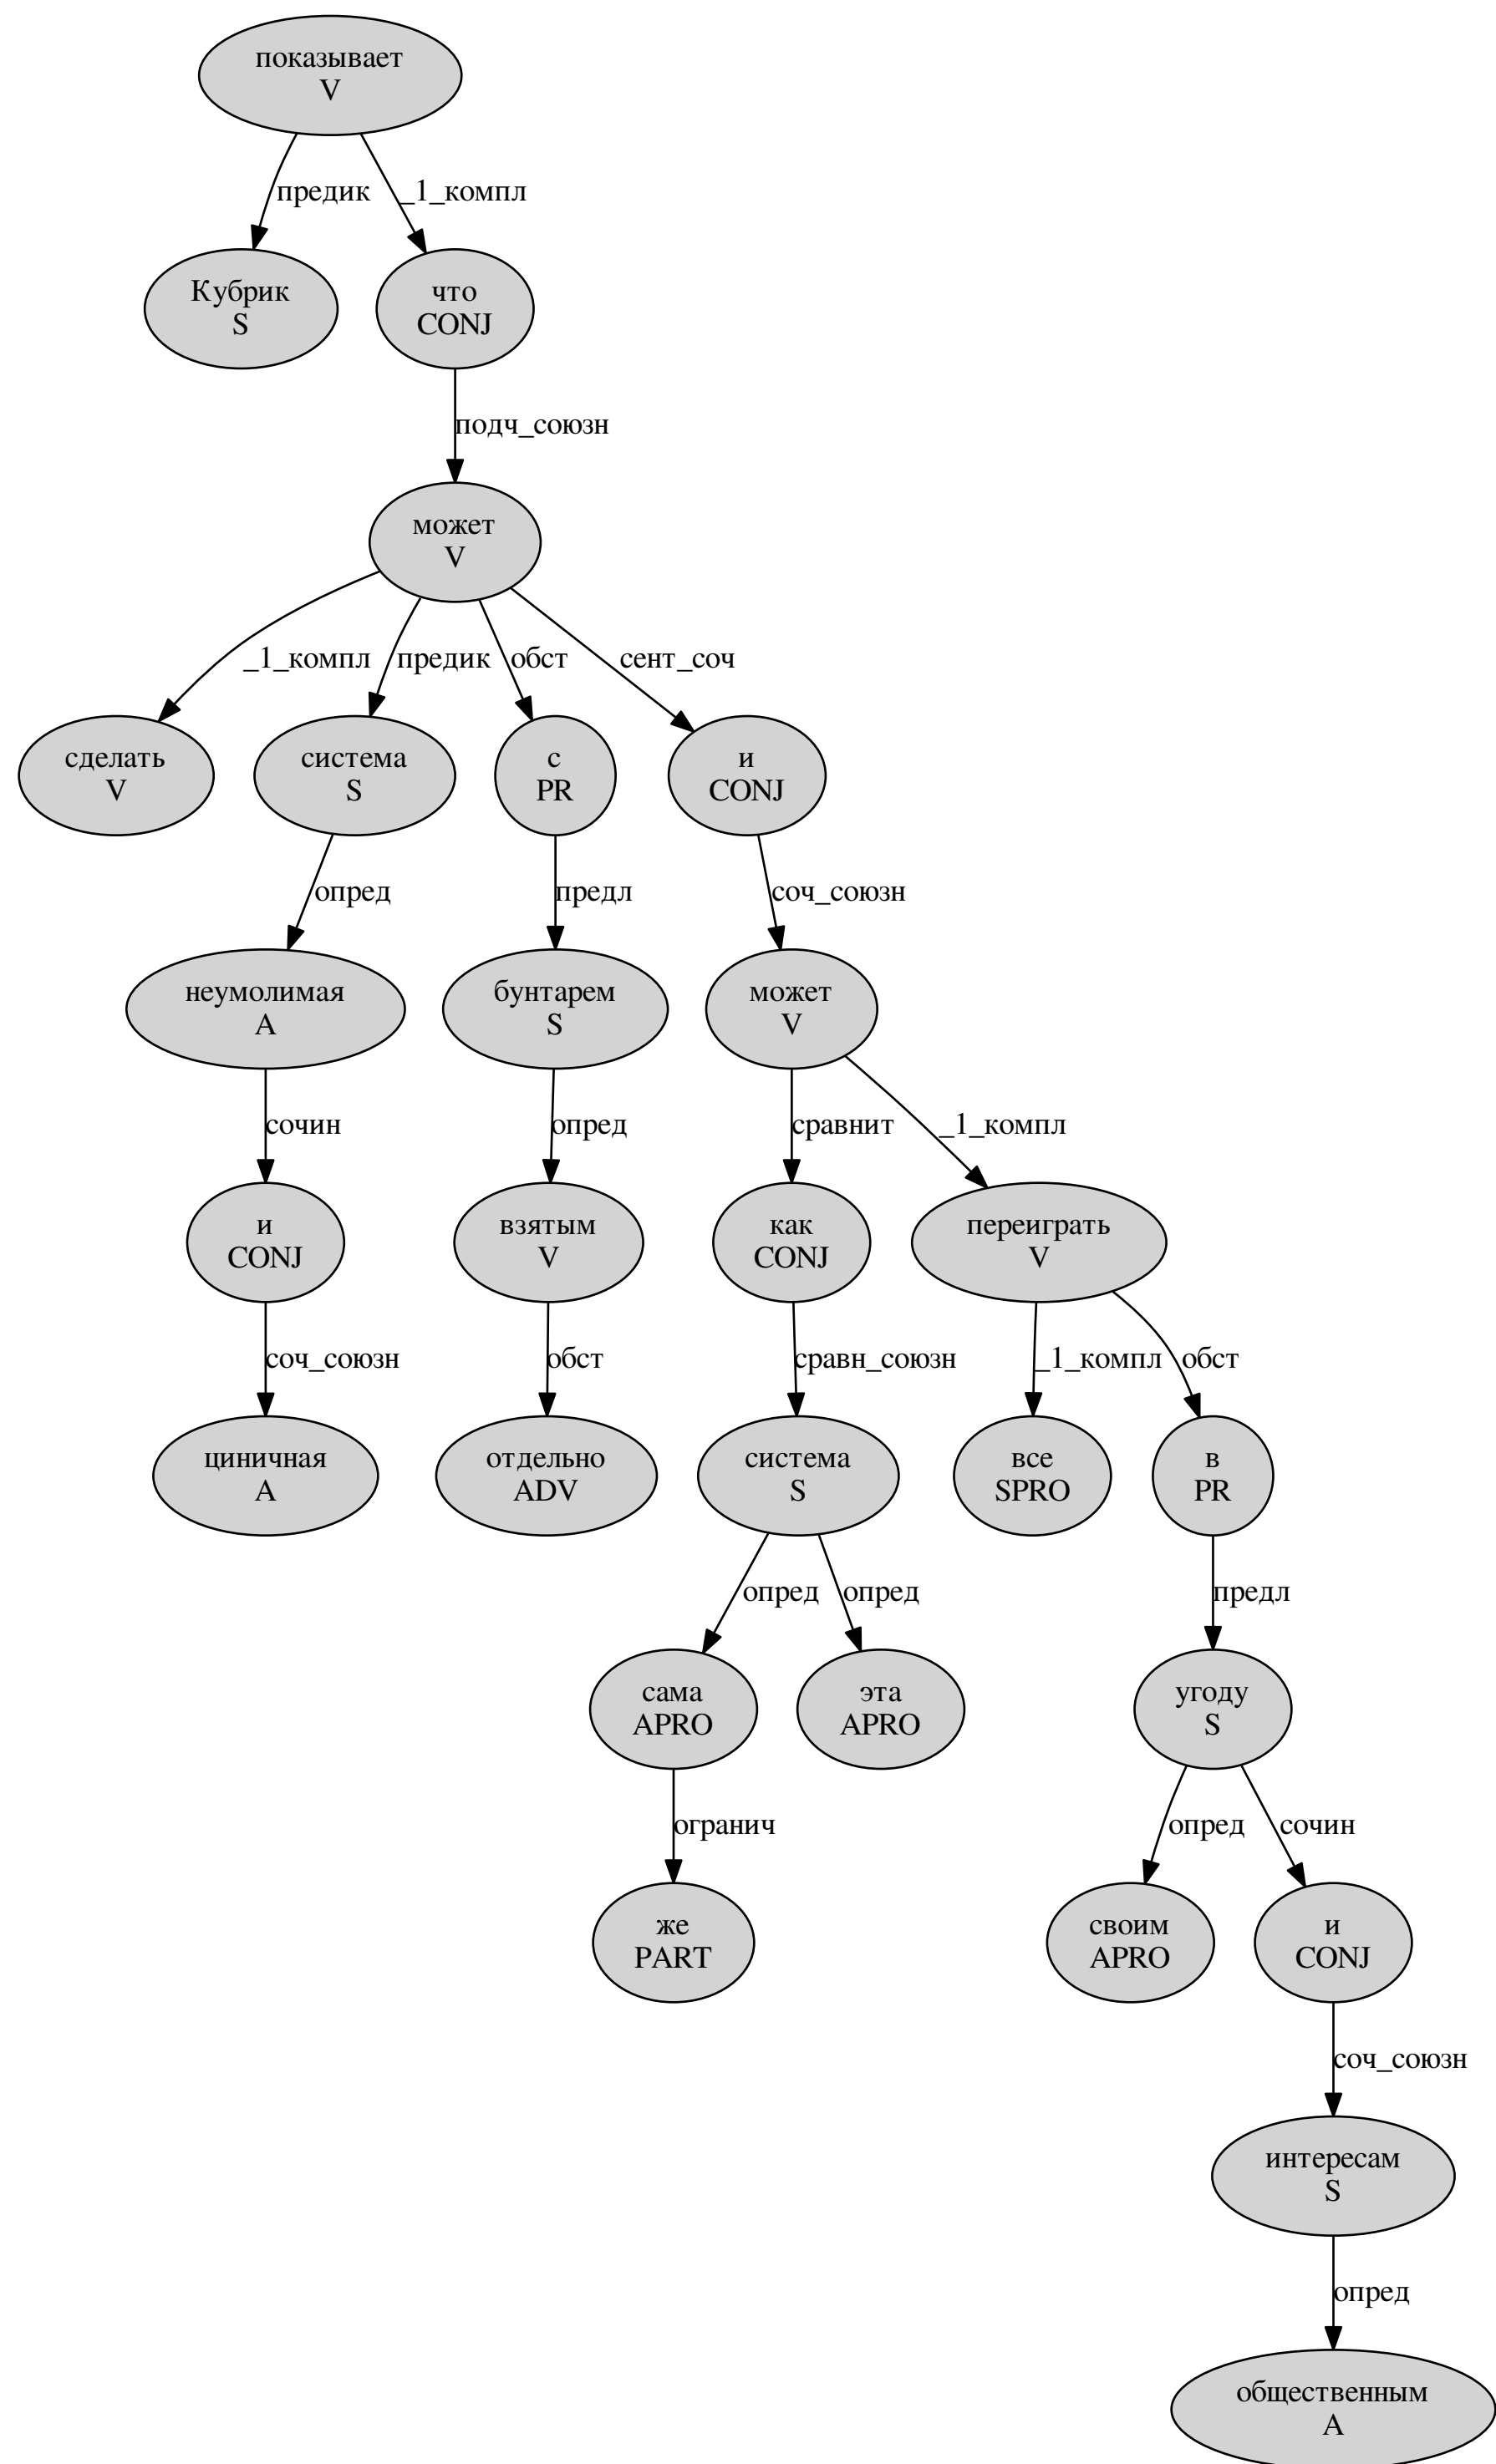 показывает
V
предик
_1_компл
Кубрик
S
что
CONJ
подч_союзн
может
V
_1_компл
предик
обст
сент_соч
сделать
V
система
S
с
PR
и
CONJ
опред
предл
соч_союзн
неумолимая
A
бунтарем
S
может
V
сочин
опред
сравнит
_1_компл
и
CONJ
взятым
V
как
CONJ
переиграть
V
соч_союзн
обст
сравн_союзн
_1_компл
обст
циничная
A
отдельно
ADV
система
S
все
SPRO
в
PR
опред
опред
предл
сама
APRO
эта
APRO
угоду
S
огранич
опред
сочин
же
PART
своим
APRO
и
CONJ
соч_союзн
интересам
S
опред
общественным
A